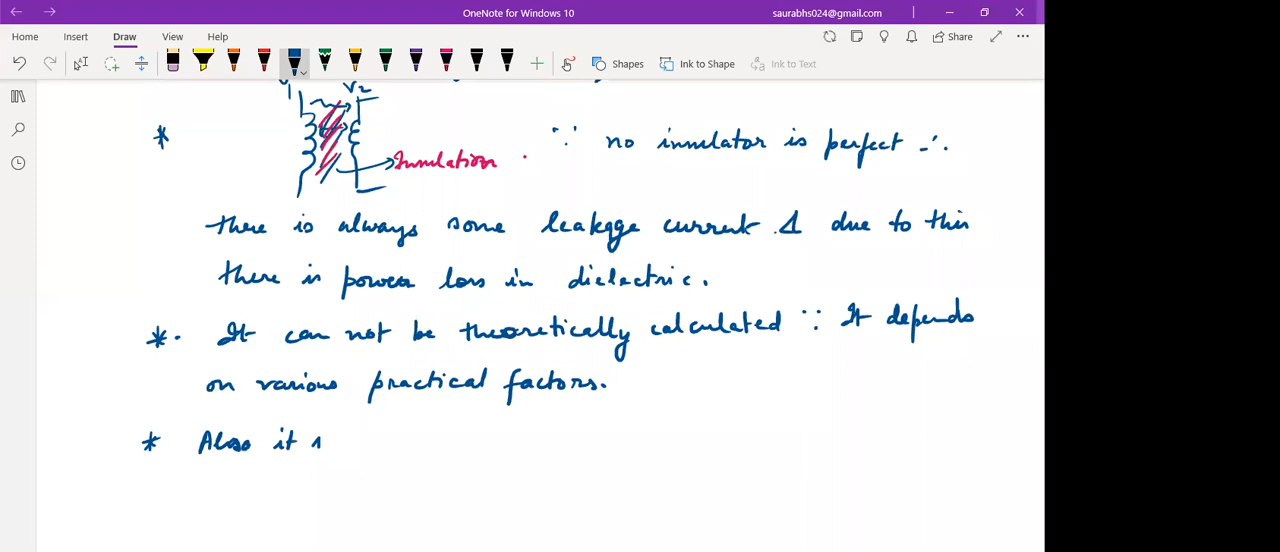 OneNote for Windows 10
saurabhs024@gmail.com
Home Insert Draw View Help
Share
Shapes Ink to Shape Ink to Text
V1 V2
* Insulation ∵ no insulator is perfect ∴
there is always some leakage current & due to this
there is power loss in dielectric.
*. It can not be theoretically calculated ∵ It depends
on various practical factors.
* Also it